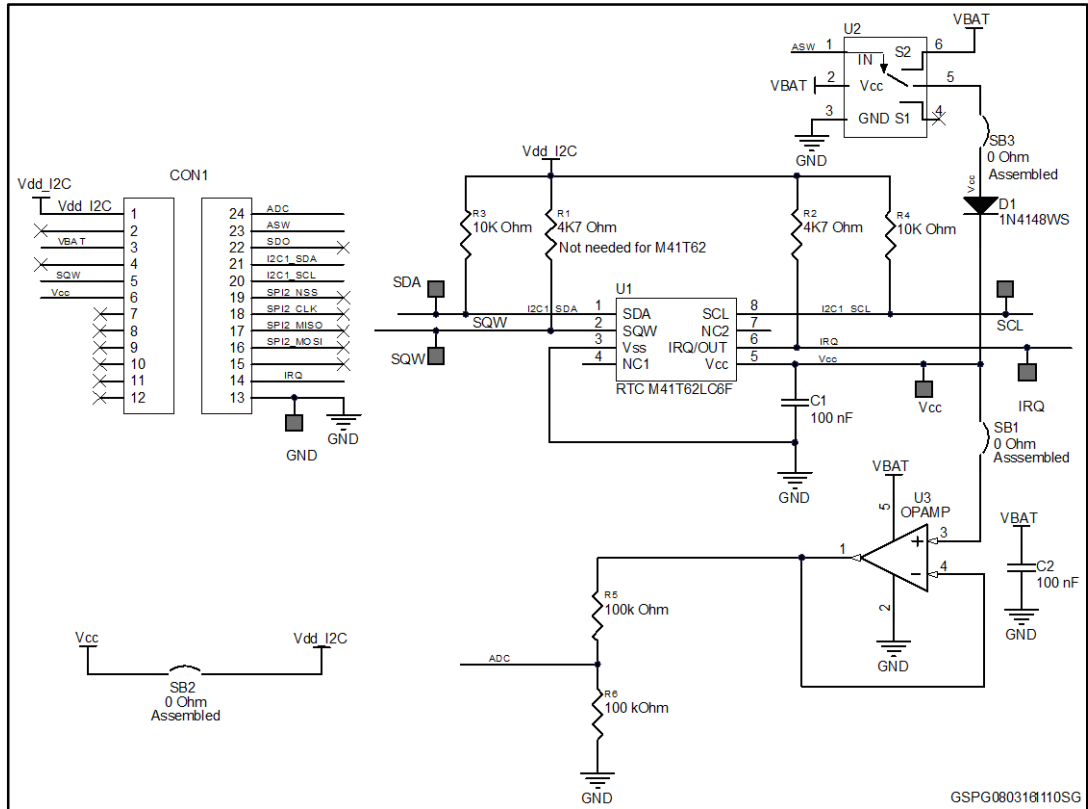 U2
VBAT
ASW
1
IN
S2
6
VBAT
2
Vcc
5
3
GND
S1
4
GND
SB3
0 Ohm
Assembled
Vcc
D1
1N4148WS
CON1
Vdd_I2C
Vdd_I2C
1
2
VBAT
3
4
SQW
5
Vcc
6
7
8
9
10
11
12
24
ADC
23
ASW
22
SDO
21
I2C1_SDA
20
I2C1_SCL
19
SPI2_NSS
18
SPI2_CLK
17
SPI2_MISO
16
SPI2_MOSI
15
14
IRQ
13
GND
GND
Vdd_I2C
R3
10K Ohm
R1
4K7 Ohm
Not needed for M41T62
R2
4K7 Ohm
R4
10K Ohm
SDA
SQW
SQW
I2C1_SDA
U1
1
SDA
2
SQW
3
Vss
4
NC1
SCL
8
NC2
7
IRQ/OUT
6
Vcc
5
RTC M41T62LC6F
I2C1_SCL
SCL
IRQ
Vcc
Vcc
IRQ
C1
100 nF
GND
SB1
0 Ohm
Asssembled
VBAT
5
U3
OPAMP
1
+
3
−
4
2
GND
VBAT
C2
100 nF
GND
R5
100k Ohm
ADC
R6
100 kOhm
GND
Vcc
Vdd_I2C
SB2
0 Ohm
Assembled
GSPG0803161110SG